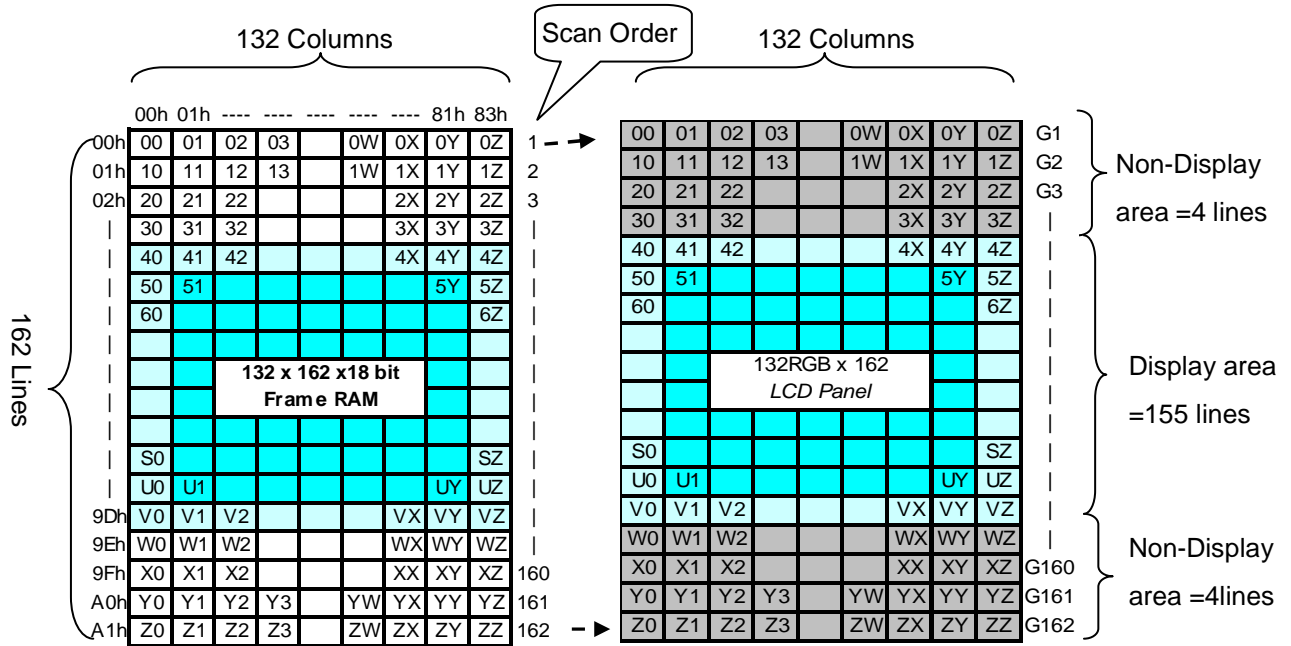 132 Columns
Scan Order
132 Columns
00h 01h ---- ---- ---- ---- ---- 81h 83h
00h 00 01 02 03 0W 0X 0Y 0Z 1
01h 10 11 12 13 1W 1X 1Y 1Z 2
02h 20 21 22 2X 2Y 2Z 3
30 31 32 3X 3Y 3Z
40 41 42 4X 4Y 4Z
50 51 5Y 5Z
60 6Z
132 x 162 x18 bit
Frame RAM
S0 SZ
U0 U1 UY UZ
9Dh V0 V1 V2 VX VY VZ
9Eh W0 W1 W2 WX WY WZ
9Fh X0 X1 X2 XX XY XZ 160
A0h Y0 Y1 Y2 Y3 YW YX YY YZ 161
A1h Z0 Z1 Z2 Z3 ZW ZX ZY ZZ 162
162 Lines
00 01 02 03 0W 0X 0Y 0Z G1
10 11 12 13 1W 1X 1Y 1Z G2
20 21 22 2X 2Y 2Z G3
30 31 32 3X 3Y 3Z
40 41 42 4X 4Y 4Z
50 51 5Y 5Z
60 6Z
132RGB x 162
LCD Panel
S0 SZ
U0 U1 UY UZ
V0 V1 V2 VX VY VZ
W0 W1 W2 WX WY WZ
X0 X1 X2 XX XY XZ G160
Y0 Y1 Y2 Y3 YW YX YY YZ G161
Z0 Z1 Z2 Z3 ZW ZX ZY ZZ G162
Non-Display
area =4 lines
Display area
=155 lines
Non-Display
area =4lines